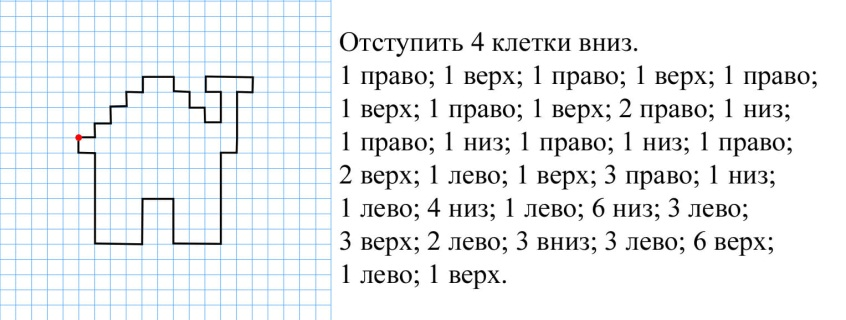 Отступить 4 клетки вниз.
1 право; 1 верх; 1 право; 1 верх; 1 право;
1 верх; 1 право; 1 верх; 2 право; 1 низ;
1 право; 1 низ; 1 право; 1 низ; 1 право;
2 верх; 1 лево; 1 верх; 3 право; 1 низ;
1 лево; 4 низ; 1 лево; 6 низ; 3 лево;
3 верх; 2 лево; 3 вниз; 3 лево; 6 верх;
1 лево; 1 верх.